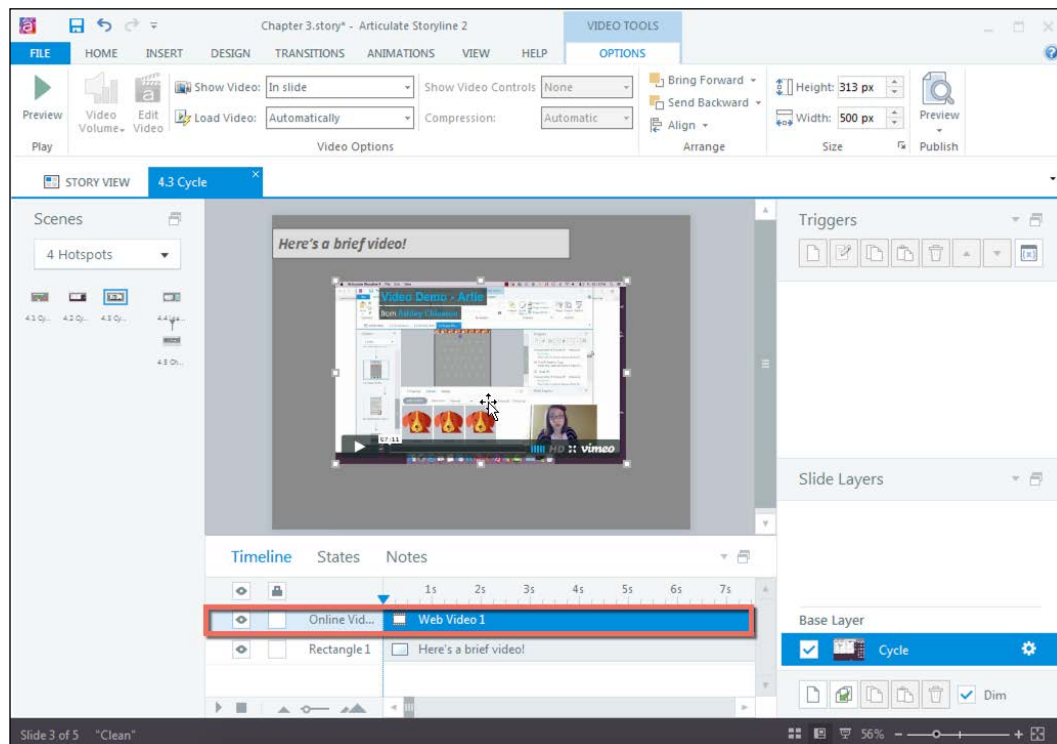 Chapter 3.story* - Articulate Storyline 2
VIDEO TOOLS
FILE HOME INSERT DESIGN TRANSITIONS ANIMATIONS VIEW HELP OPTIONS
Preview
Video Volume
Edit Video
Show Video: In slide
Load Video: Automatically
Show Video Controls None
Compression: Automatic
Bring Forward
Send Backward
Align
Height: 313 px
Width: 500 px
Preview
Play Video Options Arrange Size Publish
STORY VIEW 4.3 Cycle
Scenes
4 Hotspots
Here's a brief video!
Video Demo - Artic
from Ashley Chiasson
07:11
HD vimeo
Triggers
Slide Layers
Timeline States Notes
1s 2s 3s 4s 5s 6s 7s
Online Vid... Web Video 1
Rectangle 1 Here's a brief video!
Base Layer
Cycle
Dim
Slide 3 of 5 "Clean" 56%